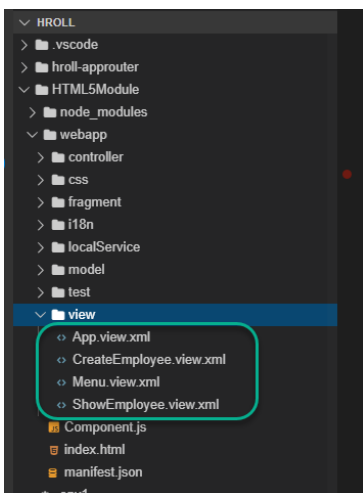 HROLL
.vscode
hroll-approuter
HTML5Module
node_modules
webapp
controller
css
fragment
i18n
localService
model
test
view
App.view.xml
CreateEmployee.view.xml
Menu.view.xml
ShowEmployee.view.xml
Component.js
index.html
manifest.json